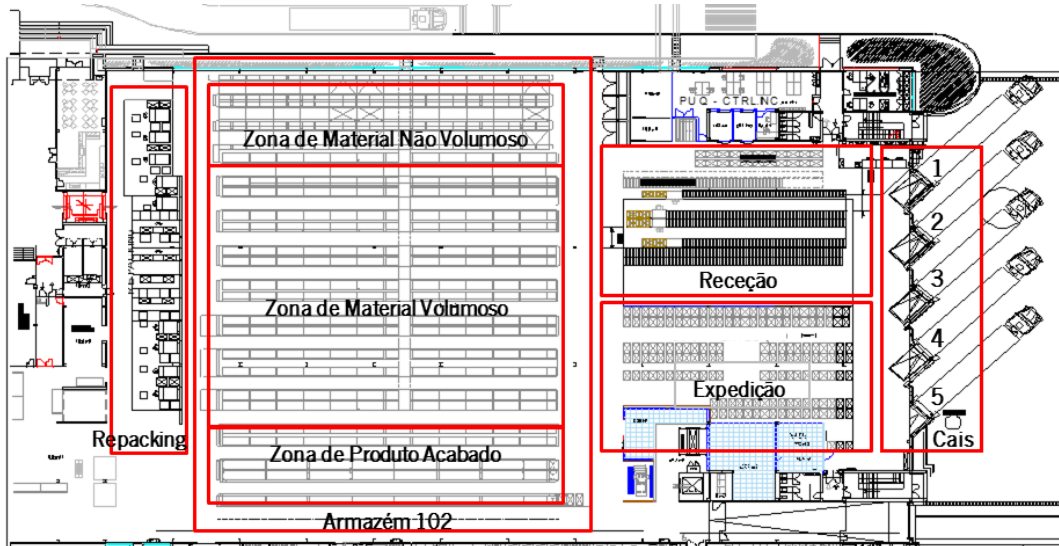 PUQ - CTRLINC
Zona de Material Não Volumoso
1
2
Receção
3
Zona de Material Volumoso
4
Expedição
5
Repacking
Cais
Zona de Produto Acabado
Armazém 102